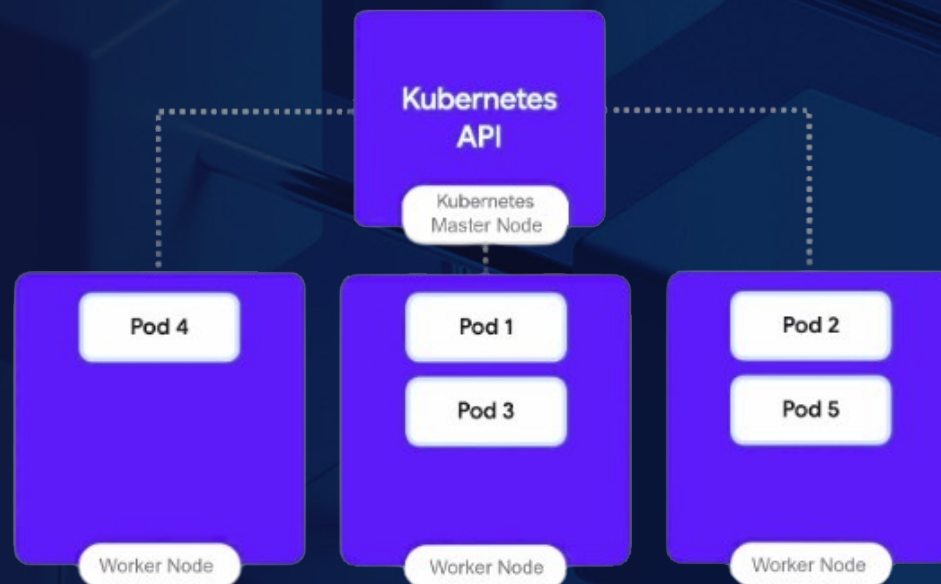 Kubernetes
API
Kubernetes
Master Node
Pod 4
Pod 1
Pod 2
Pod 3
Pod 5
Worker Node
Worker Node
Worker Node